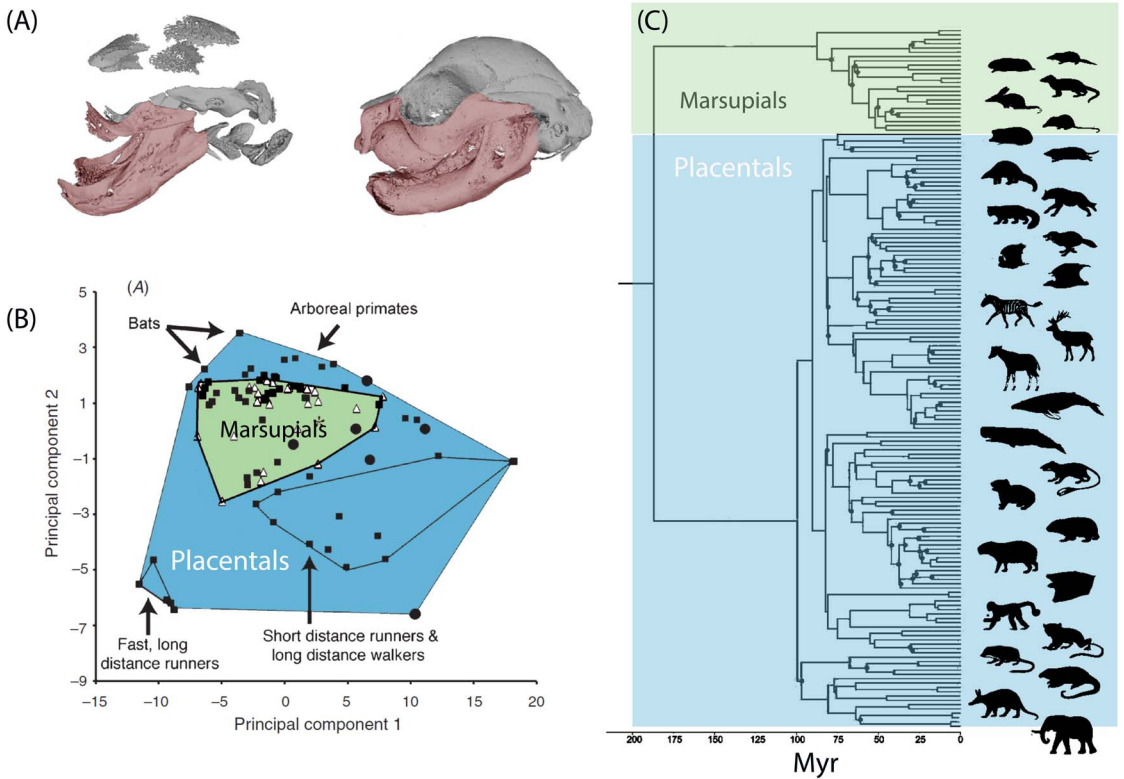 (A)
(B)
(A)
Principal component 2
5
3
1
−1
−3
−5
−7
−9
Bats
Arboreal primates
Marsupials
Placentals
Fast, long
distance runners
Short distance runners &
long distance walkers
−15
−10
−5
0
5
10
15
20
Principal component 1
(C)
Marsupials
Placentals
200
175
150
125
100
75
50
25
0
Myr